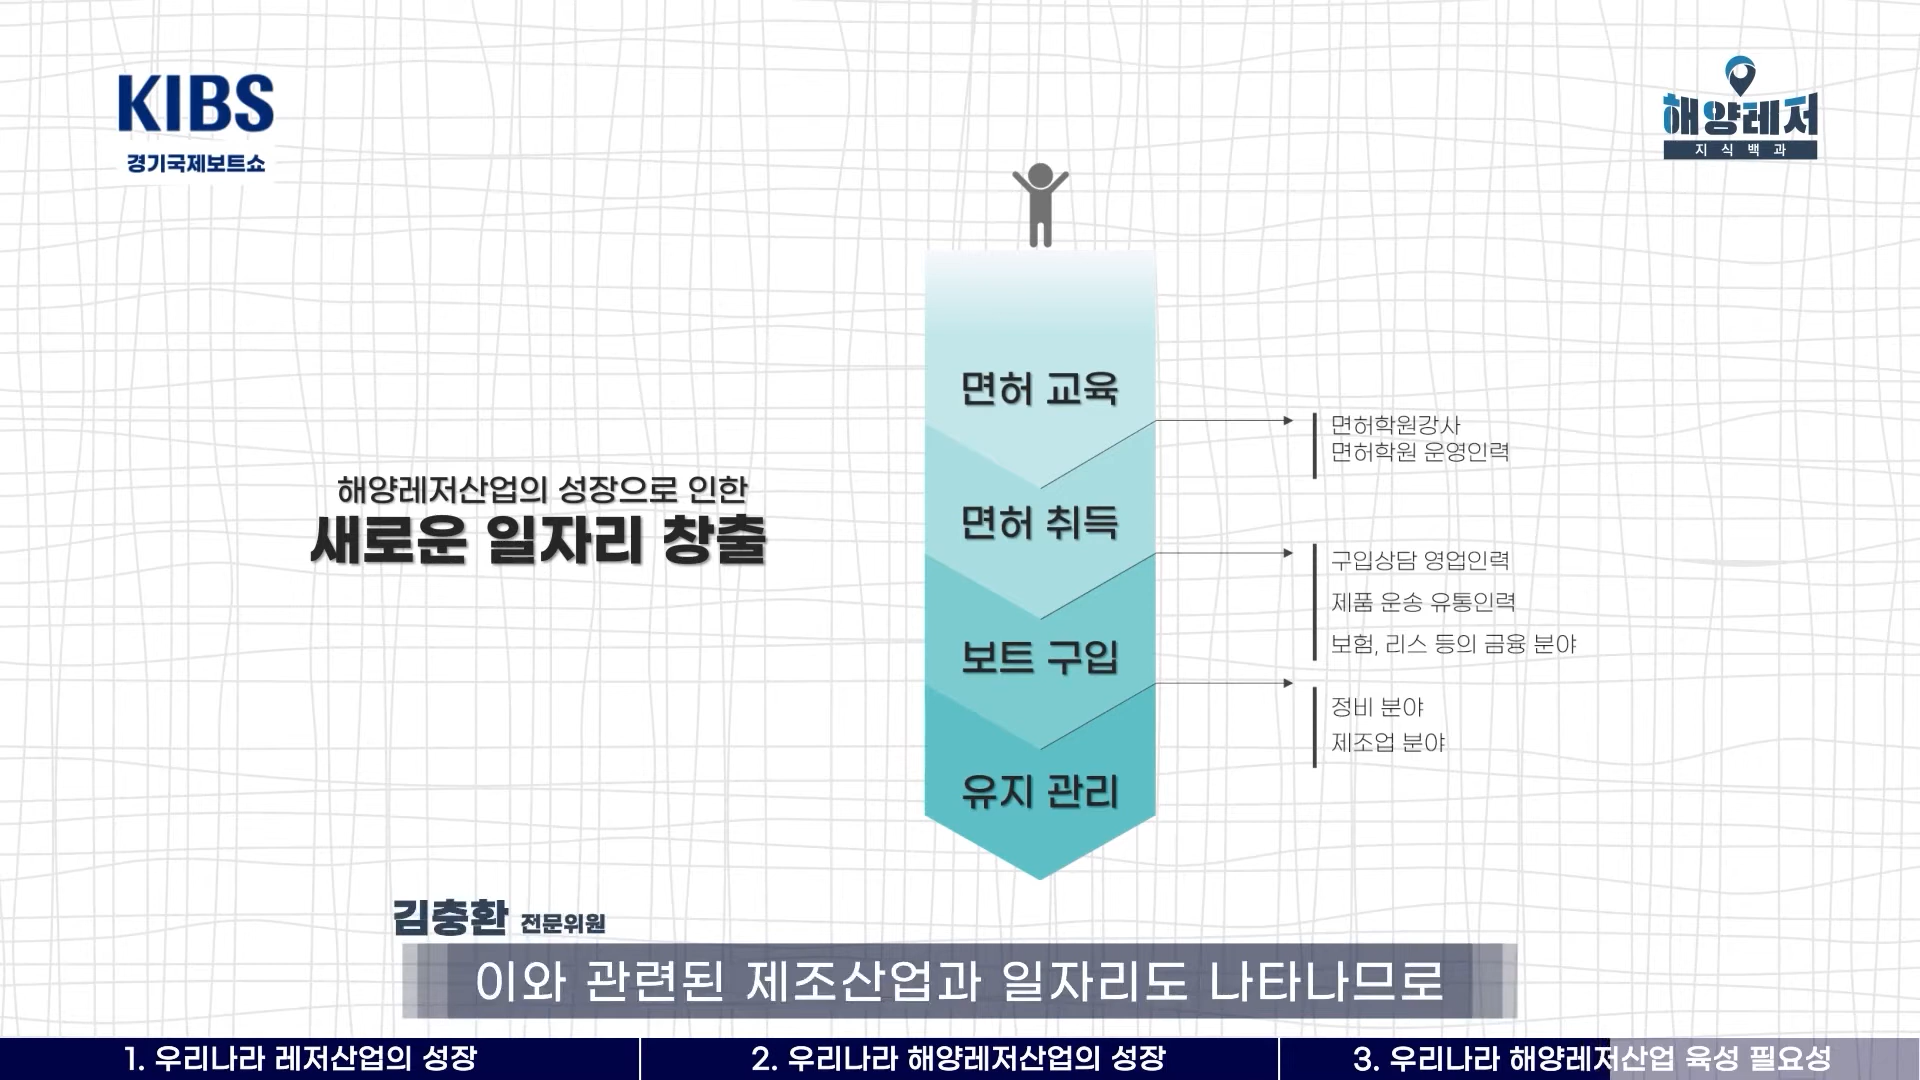 KIBS
경기국제보트쇼
해양레저
지식백과
해양레저산업의 성장으로 인한
새로운 일자리 창출
면허 교육
면허학원강사
면허학원 운영인력
면허 취득
구입상담 영업인력
제품 운송 유통인력
보험, 리스 등의 금융 분야
보트 구입
정비 분야
제조업 분야
유지 관리
김충환 전문위원
이와 관련된 제조산업과 일자리도 나타나므로
1. 우리나라 레저산업의 성장
2. 우리나라 해양레저산업의 성장
3. 우리나라 해양레저산업 육성 필요성